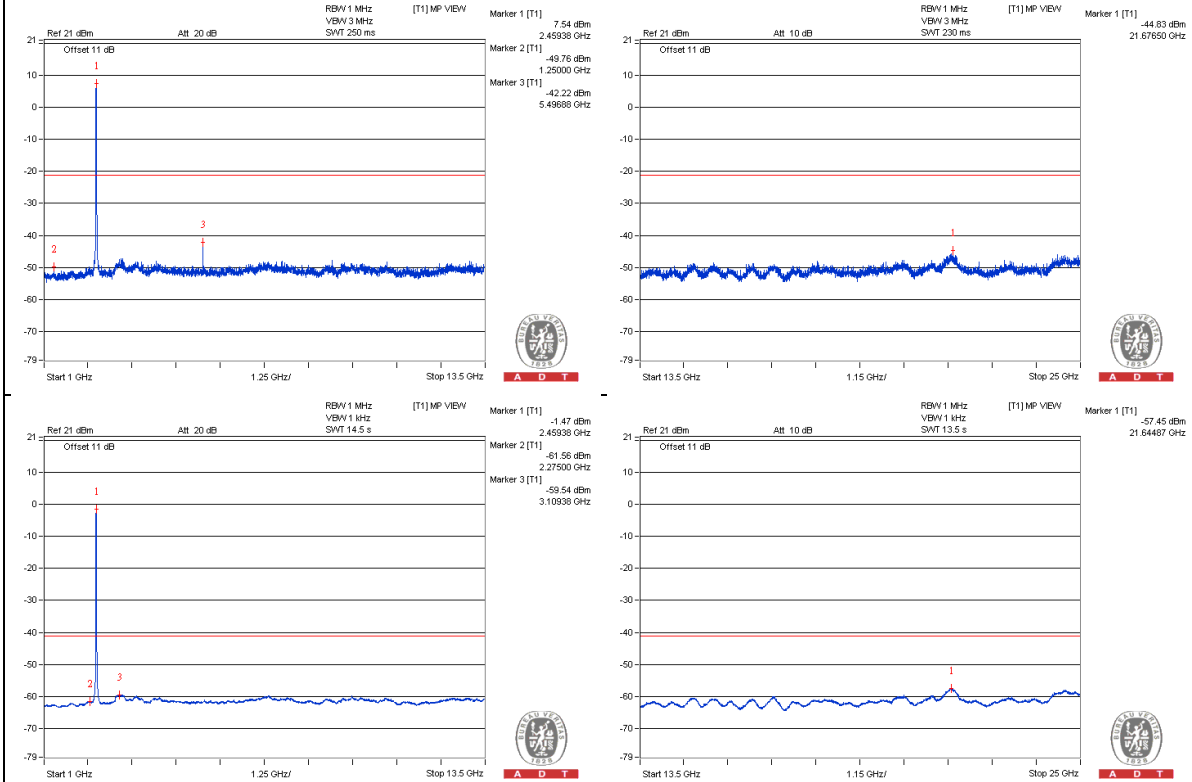 RBW 1 MHz [T1] MP VIEW
VBW 3 MHz
Ref 21 dBm Att 20 dB SWT 250 ms
Marker 1 [T1]
7.54 dBm
2.45938 GHz
Marker 2 [T1]
-49.76 dBm
1.25000 GHz
Marker 3 [T1]
-42.22 dBm
5.49688 GHz
21
Offset 11 dB
1
10
0
-10
-20
-30
3
-40
2
-50
-60
-70
-79
Start 1 GHz 1.25 GHz/ Stop 13.5 GHz
BUREAU VERITAS
1828
A D T
RBW 1 MHz [T1] MP VIEW
VBW 3 MHz
Ref 21 dBm Att 10 dB SWT 230 ms
Marker 1 [T1]
-44.83 dBm
21.67650 GHz
21
Offset 11 dB
10
0
-10
-20
-30
-40
1
-50
-60
-70
-79
Start 13.5 GHz 1.15 GHz/ Stop 25 GHz
BUREAU VERITAS
1828
A D T
RBW 1 MHz [T1] MP VIEW
VBW 1 kHz
Ref 21 dBm Att 20 dB SWT 14.5 s
Marker 1 [T1]
-1.47 dBm
2.45938 GHz
Marker 2 [T1]
-61.56 dBm
2.27500 GHz
Marker 3 [T1]
-59.54 dBm
3.10938 GHz
21
Offset 11 dB
10
1
0
-10
-20
-30
-40
-50
3
2
-60
-70
-79
Start 1 GHz 1.25 GHz/ Stop 13.5 GHz
BUREAU VERITAS
1828
A D T
RBW 1 MHz [T1] MP VIEW
VBW 1 kHz
Ref 21 dBm Att 10 dB SWT 13.5 s
Marker 1 [T1]
-57.45 dBm
21.64487 GHz
21
Offset 11 dB
10
0
-10
-20
-30
-40
-50
1
-60
-70
-79
Start 13.5 GHz 1.15 GHz/ Stop 25 GHz
BUREAU VERITAS
1828
A D T